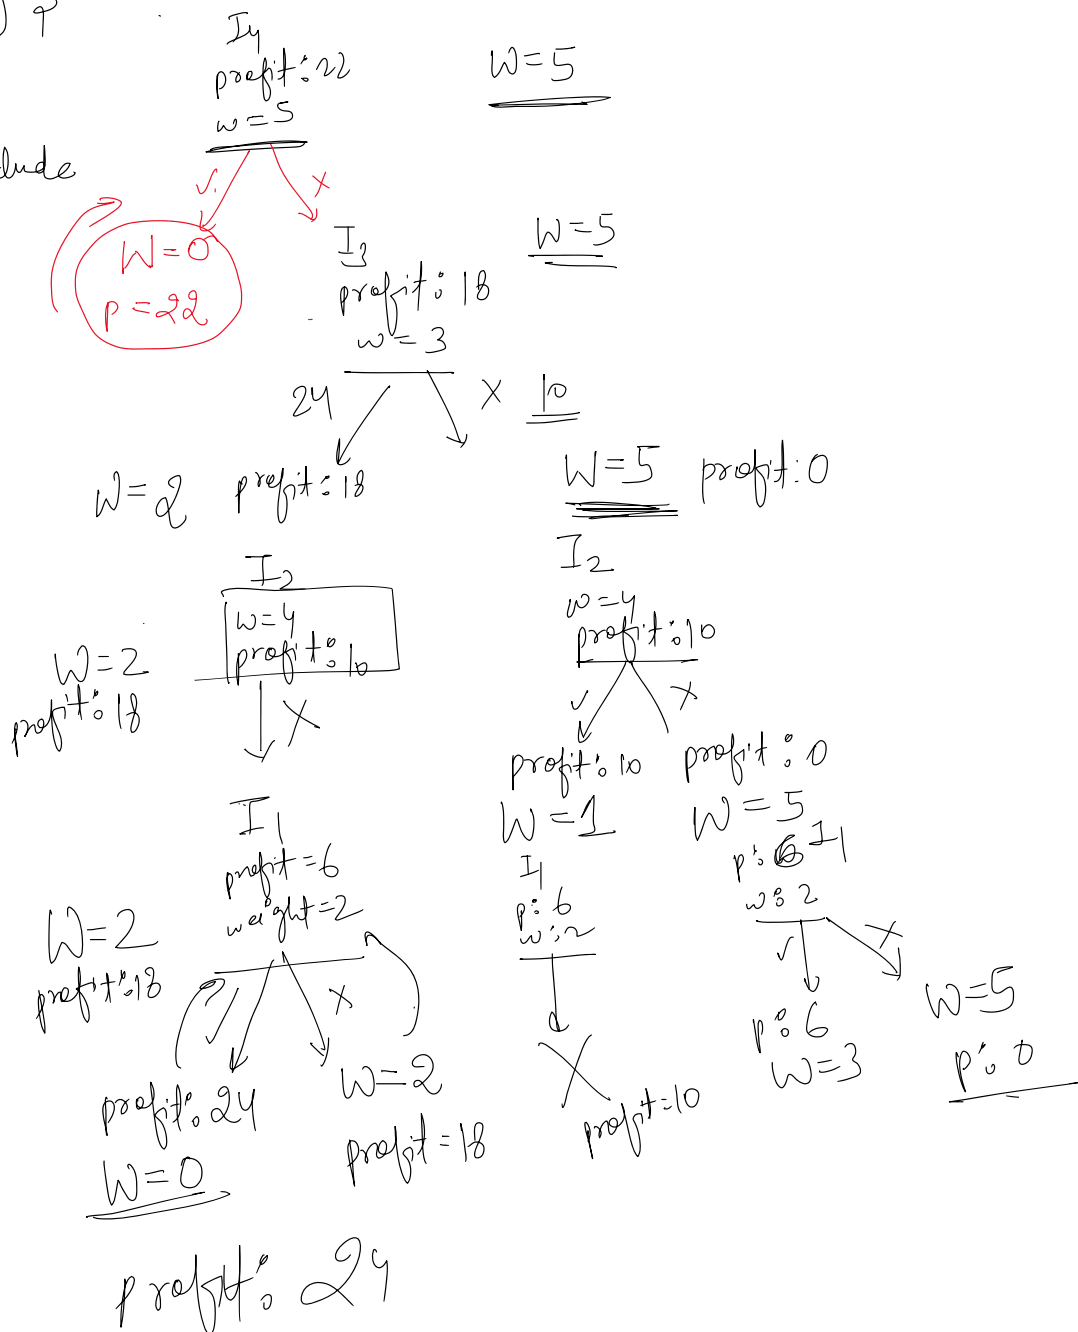 I4
profit: 22
w=5
W=5
W=0
P=22
I3
profit: 18
w=3
W=5
24
X
10
W=2 profit: 18
W=5 profit: 0
I2
w=4
profit: 10
W=2
profit: 18
X
I2
w=4
profit: 10
X
profit: 10
W=1
profit: 0
W=5
I1
profit=6
weight=2
W=2
profit: 18
X
profit: 24
W=0
W=2
profit=18
I1
p: 6
w: 2
X
profit=10
p: 6 I1
w: 2
X
p: 6
W=3
W=5
p: 0
profit: 24